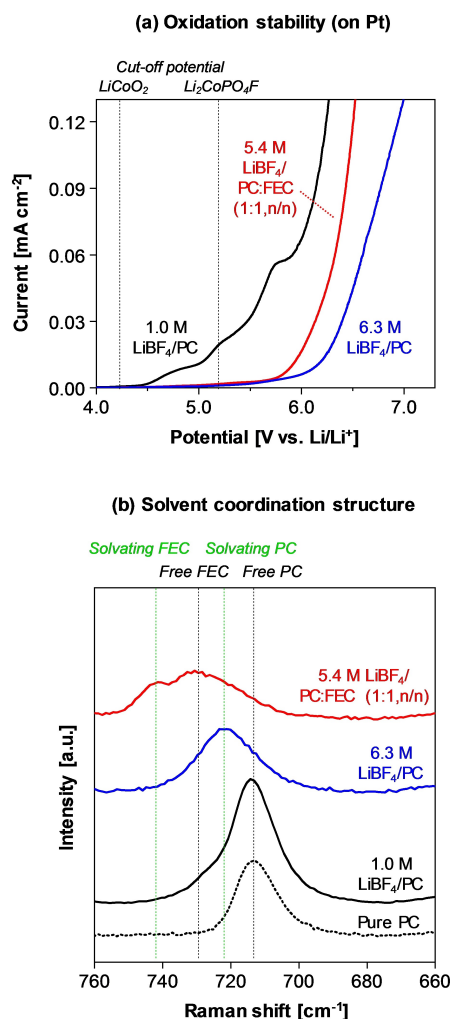 (a) Oxidation stability (on Pt)
Cut-off potential
LiCoO₂ Li₂CoPO₄F
0.12
0.09
0.06
0.03
0.00
Current [mA cm⁻²]
5.4 M
LiBF₄/
PC:FEC
(1:1,n/n)
1.0 M
LiBF₄/PC
6.3 M
LiBF₄/PC
4.0 5.0 6.0 7.0
Potential [V vs. Li/Li⁺]
(b) Solvent coordination structure
Solvating FEC Solvating PC
Free FEC Free PC
Intensity [a.u.]
5.4 M LiBF₄/
PC:FEC (1:1,n/n)
6.3 M
LiBF₄/PC
1.0 M
LiBF₄/PC
Pure PC
760 740 720 700 680 660
Raman shift [cm⁻¹]